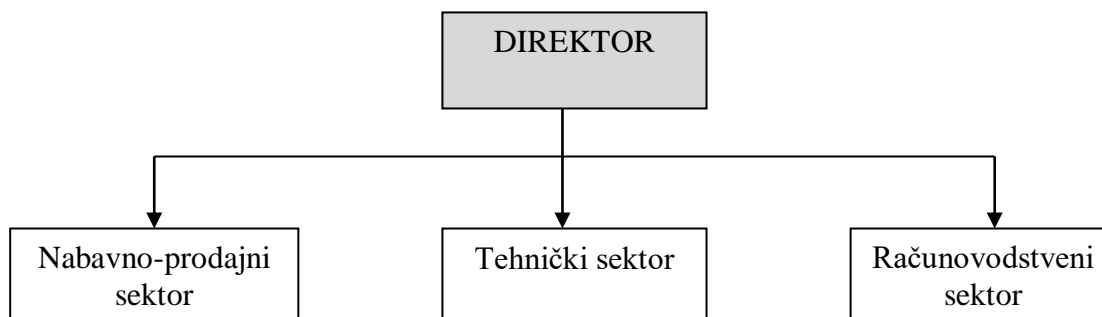 DIREKTOR
Nabavno-prodajni
sektor
Tehnički sektor
Računovodstveni
sektor